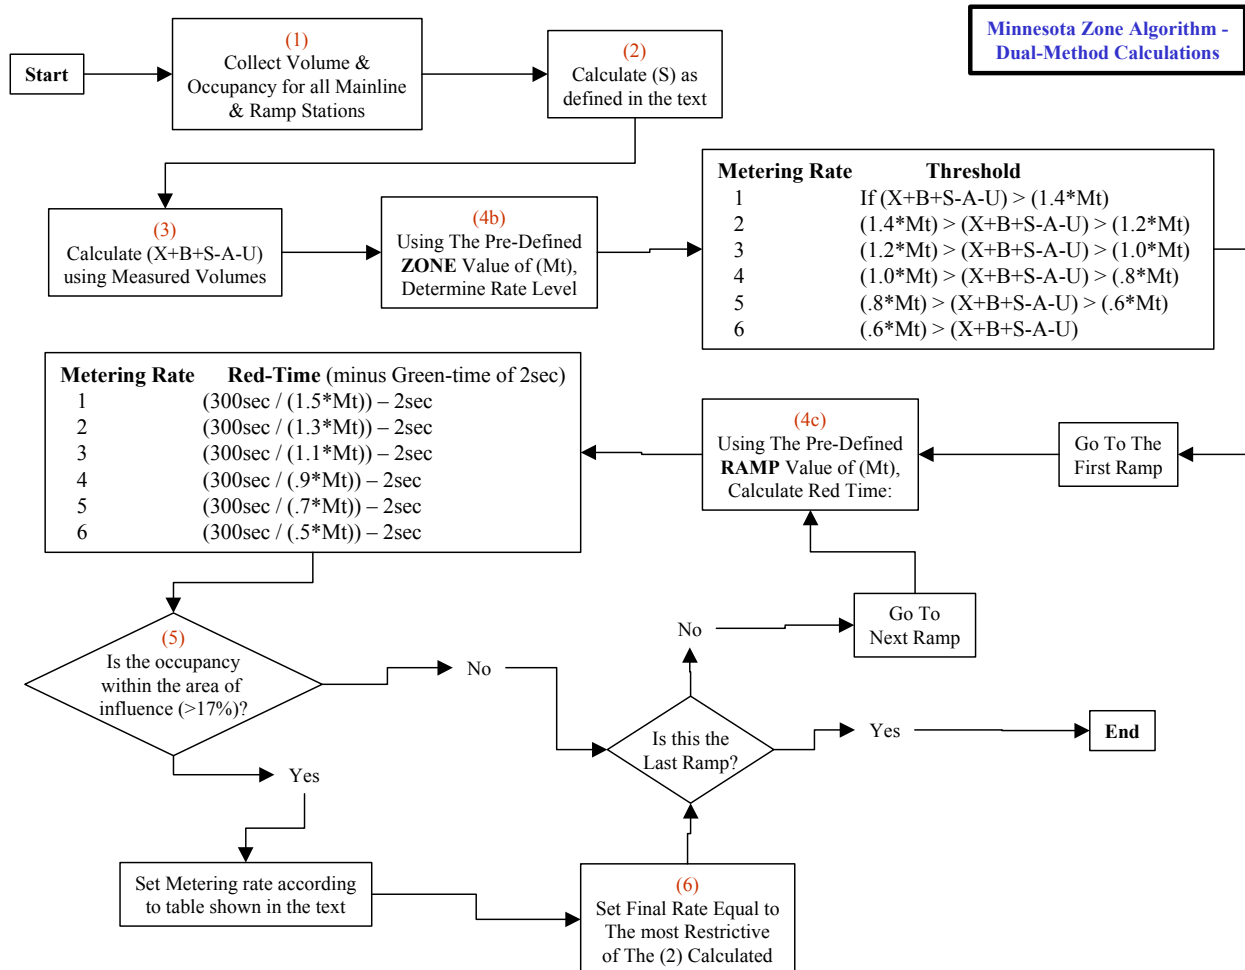 Minnesota Zone Algorithm -
Dual-Method Calculations
Start
(1)
Collect Volume &
Occupancy for all Mainline
& Ramp Stations
(2)
Calculate (S) as
defined in the text
(3)
Calculate (X+B+S-A-U)
using Measured Volumes
(4b)
Using The Pre-Defined
ZONE Value of (Mt),
Determine Rate Level
Metering Rate Threshold
1 If (X+B+S-A-U) > (1.4*Mt)
2 (1.4*Mt) > (X+B+S-A-U) > (1.2*Mt)
3 (1.2*Mt) > (X+B+S-A-U) > (1.0*Mt)
4 (1.0*Mt) > (X+B+S-A-U) > (.8*Mt)
5 (.8*Mt) > (X+B+S-A-U) > (.6*Mt)
6 (.6*Mt) > (X+B+S-A-U)
Go To The
First Ramp
(4c)
Using The Pre-Defined
RAMP Value of (Mt),
Calculate Red Time:
Metering Rate Red-Time (minus Green-time of 2sec)
1 (300sec / (1.5*Mt)) – 2sec
2 (300sec / (1.3*Mt)) – 2sec
3 (300sec / (1.1*Mt)) – 2sec
4 (300sec / (.9*Mt)) – 2sec
5 (300sec / (.7*Mt)) – 2sec
6 (300sec / (.5*Mt)) – 2sec
(5)
Is the occupancy
within the area of
influence (>17%)?
No
Yes
Set Metering rate according
to table shown in the text
(6)
Set Final Rate Equal to
The most Restrictive
of The (2) Calculated
Is this the
Last Ramp?
No
Go To
Next Ramp
Yes
End